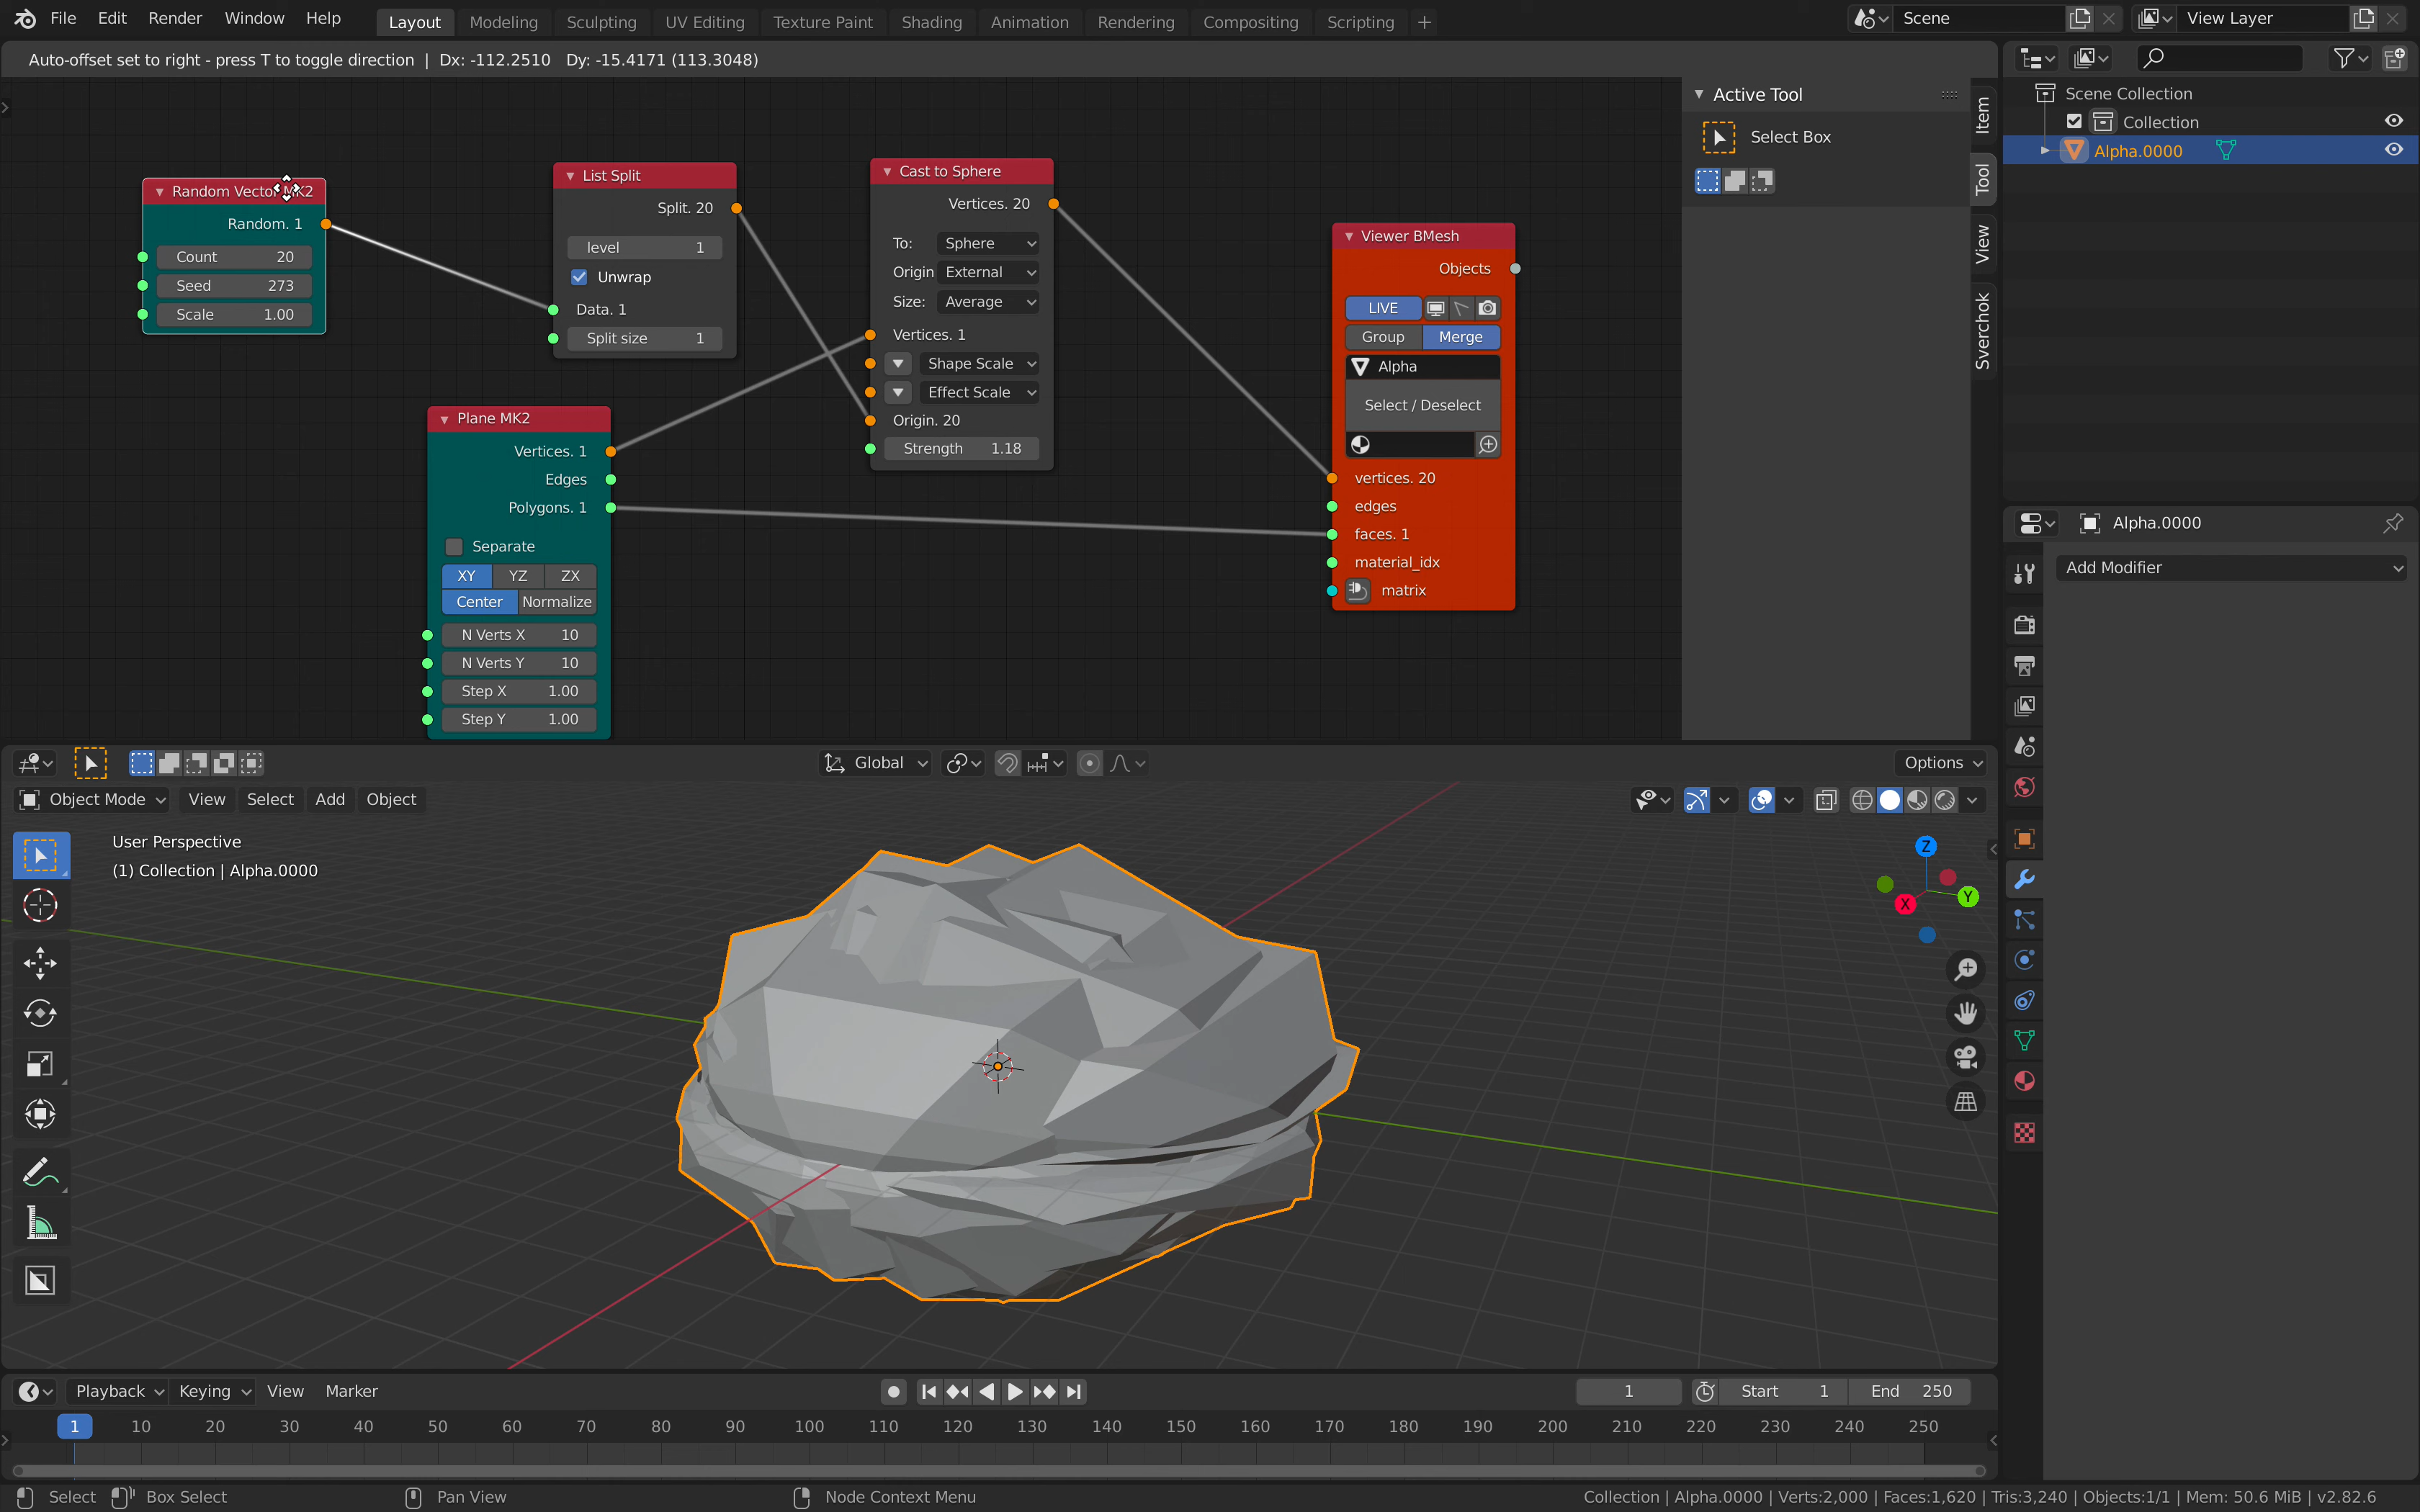 File Edit Render Window Help Layout Modeling Sculpting UV Editing Texture Paint Shading Animation Rendering Compositing Scripting + Scene View Layer
Auto-offset set to right - press T to toggle direction | Dx: -112.2510 Dy: -15.4171 (113.3048)
Random Vector MK2
Random. 1
Count 20
Seed 273
Scale 1.00
List Split
Split. 20
level 1
Unwrap
Data. 1
Split size 1
Plane MK2
Vertices. 1
Edges
Polygons. 1
Separate
XY YZ ZX
Center Normalize
N Verts X 10
N Verts Y 10
Step X 1.00
Step Y 1.00
Cast to Sphere
Vertices. 20
To: Sphere
Origin External
Size: Average
Vertices. 1
Shape Scale
Effect Scale
Origin. 20
Strength 1.18
Viewer BMesh
Objects
LIVE
Group Merge
Alpha
Select / Deselect
vertices. 20
edges
faces. 1
material_idx
matrix
Active Tool
Select Box
Item
Tool
View
Sverchok
Scene Collection
Collection
Alpha.0000
Alpha.0000
Add Modifier
Global
Options
Object Mode View Select Add Object
User Perspective
(1) Collection | Alpha.0000
Z
Y
X
Playback Keying View Marker
1 Start 1 End 250
1 10 20 30 40 50 60 70 80 90 100 110 120 130 140 150 160 170 180 190 200 210 220 230 240 250
Select Box Select Pan View Node Context Menu
Collection | Alpha.0000 | Verts:2,000 | Faces:1,620 | Tris:3,240 | Objects:1/1 | Mem: 50.6 MiB | v2.82.6